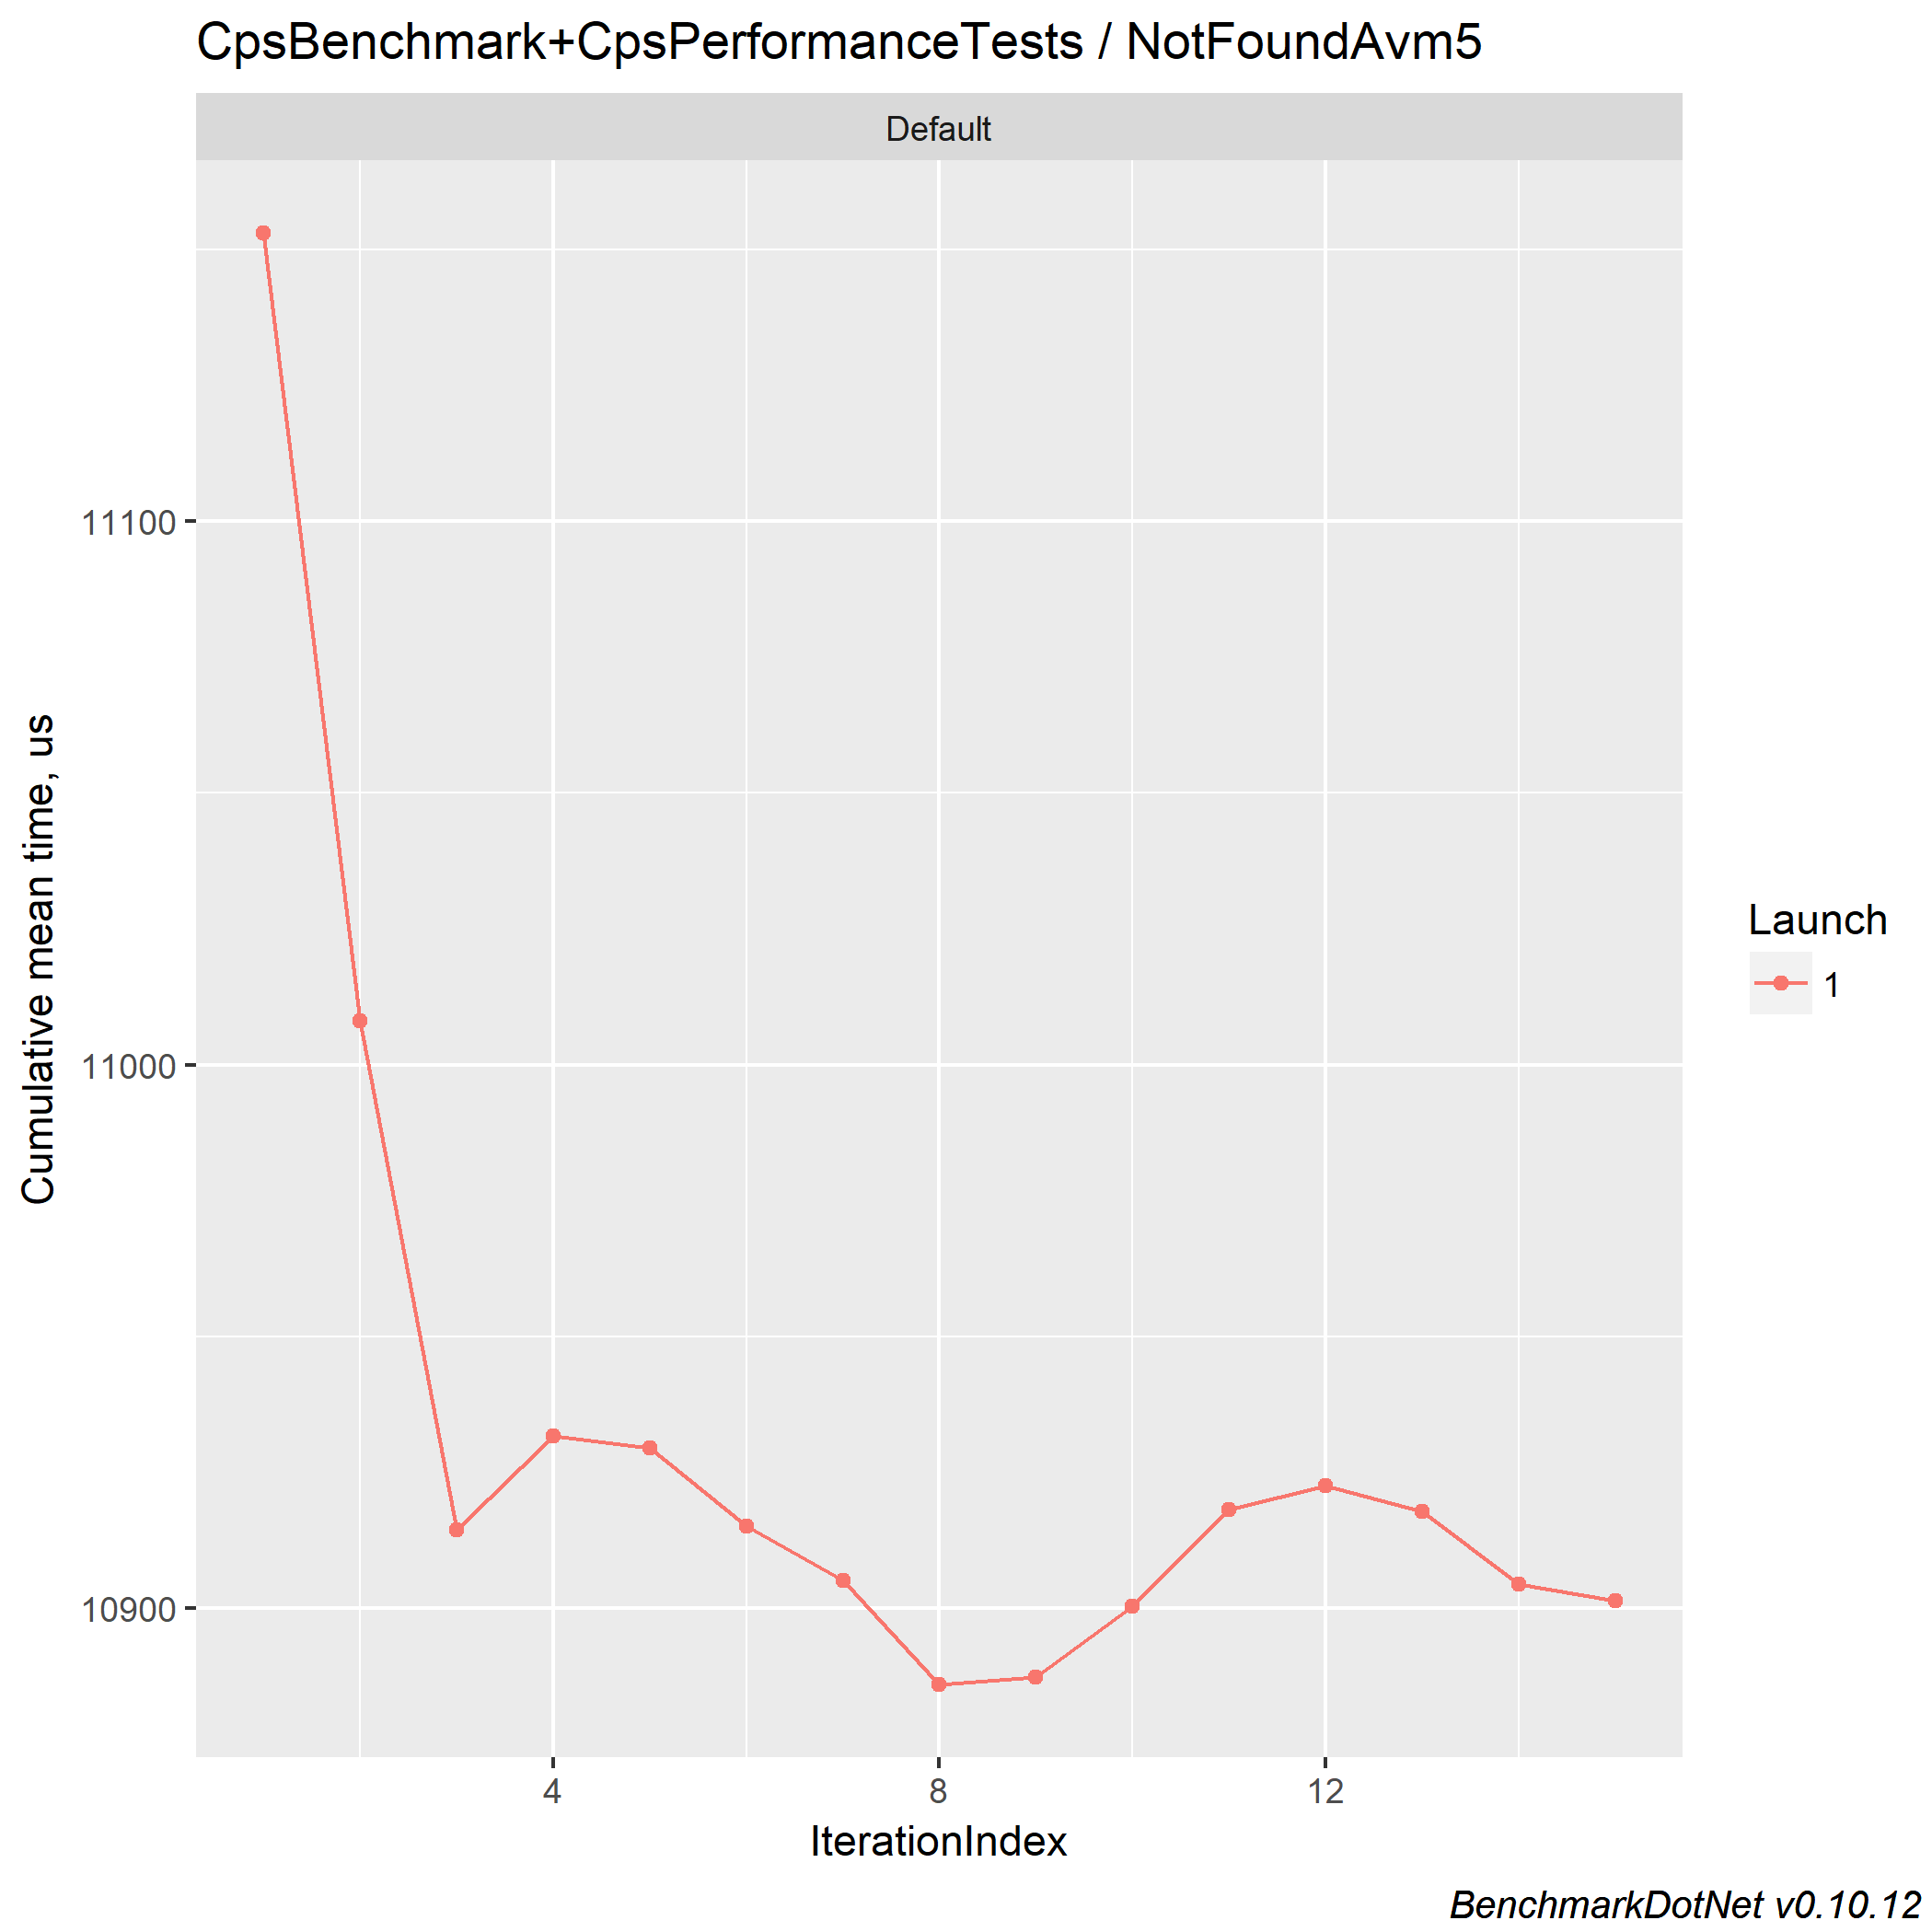 CpsBenchmark+CpsPerformanceTests / NotFoundAvm5
Default
11100
11000
10900
Cumulative mean time, us
4
8
12
IterationIndex
Launch
1
BenchmarkDotNet v0.10.12